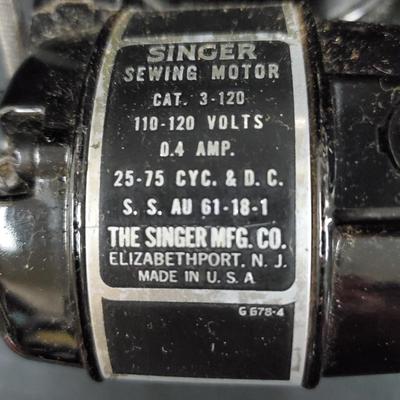 SINGER
SEWING MOTOR
CAT. 3-120
110-120 VOLTS
0.4 AMP.
25-75 CYC. & D. C.
S. S. AU 61-18-1
THE SINGER MFG. CO.
ELIZABETHPORT, N. J.
MADE IN U. S. A
G 678-4